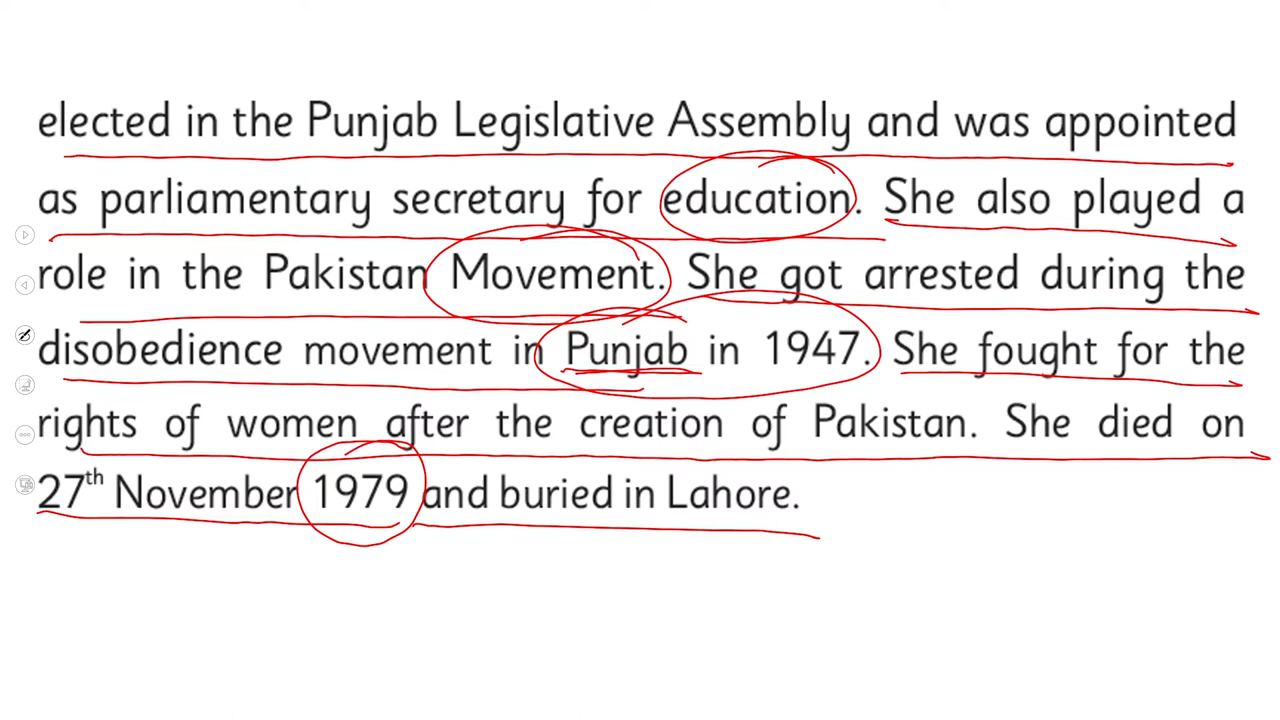 elected in the Punjab Legislative Assembly and was appointed
as parliamentary secretary for education. She also played a
role in the Pakistan Movement. She got arrested during the
disobedience movement in Punjab in 1947. She fought for the
rights of women after the creation of Pakistan. She died on
27th November 1979 and buried in Lahore.